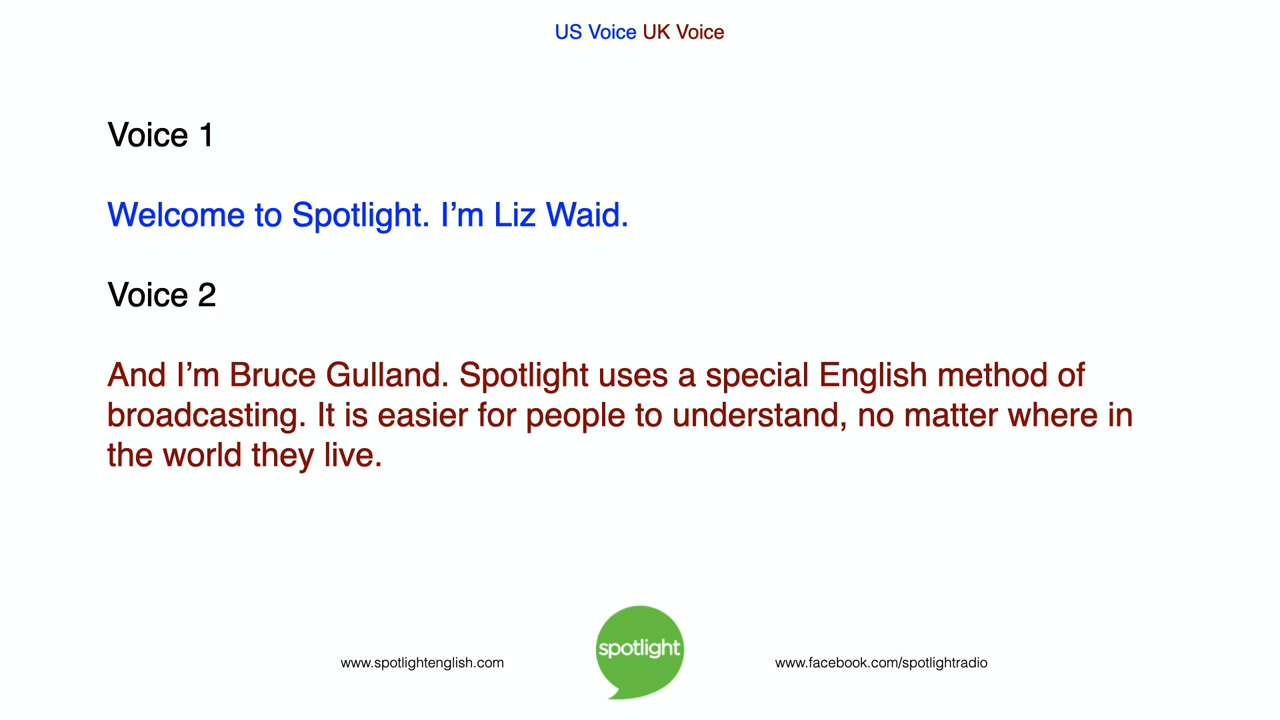 US Voice UK Voice
Voice 1
Welcome to Spotlight. I’m Liz Waid.
Voice 2
And I’m Bruce Gulland. Spotlight uses a special English method of
broadcasting. It is easier for people to understand, no matter where in
the world they live.
www.spotlightenglish.com
spotlight
www.facebook.com/spotlightradio